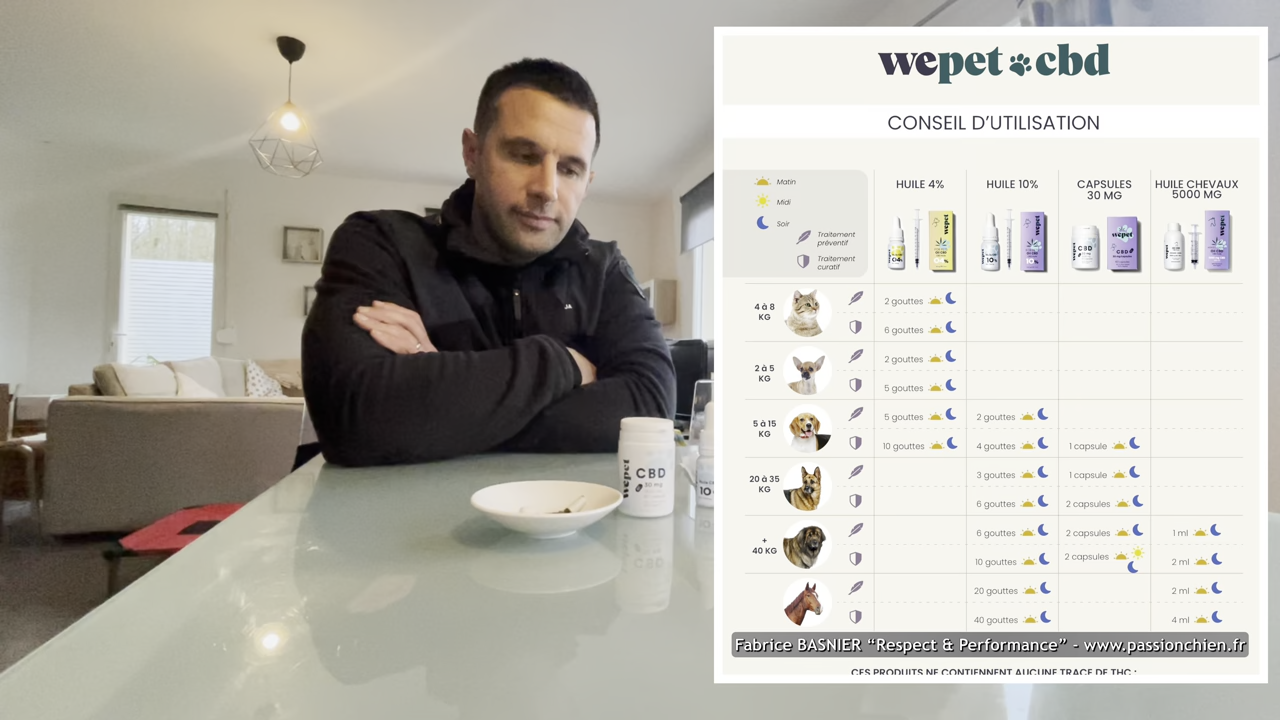 wepet cbd
CONSEIL D'UTILISATION
Matin
Midi
Soir
Traitement
préventif
Traitement
curatif
HUILE 4%
HUILE 10%
CAPSULES
30 MG
HUILE CHEVAUX
5000 MG
4 à 8
KG
2 gouttes
6 gouttes
2 à 5
KG
2 gouttes
5 gouttes
5 à 15
KG
5 gouttes
2 gouttes
10 gouttes
4 gouttes
1 capsule
20 à 35
KG
3 gouttes
1 capsule
6 gouttes
2 capsules
+
40 KG
6 gouttes
2 capsules
1 ml
10 gouttes
2 capsules
2 ml
20 gouttes
2 ml
40 gouttes
4 ml
Fabrice BASNIER “Respect & Performance” - www.passionchien.fr
CES PRODUITS NE CONTIENNENT AUCUNE TRACE DE THC :
JA
wepet
CBD
30 mg
10